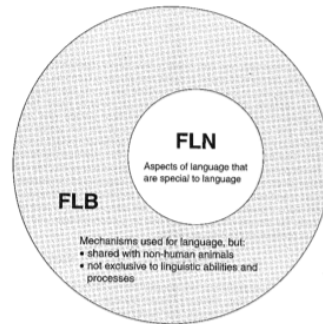 FLN
Aspects of language that
are special to language
FLB
Mechanisms used for language, but:
• shared with non-human animals
• not exclusive to linguistic abilities and
processes